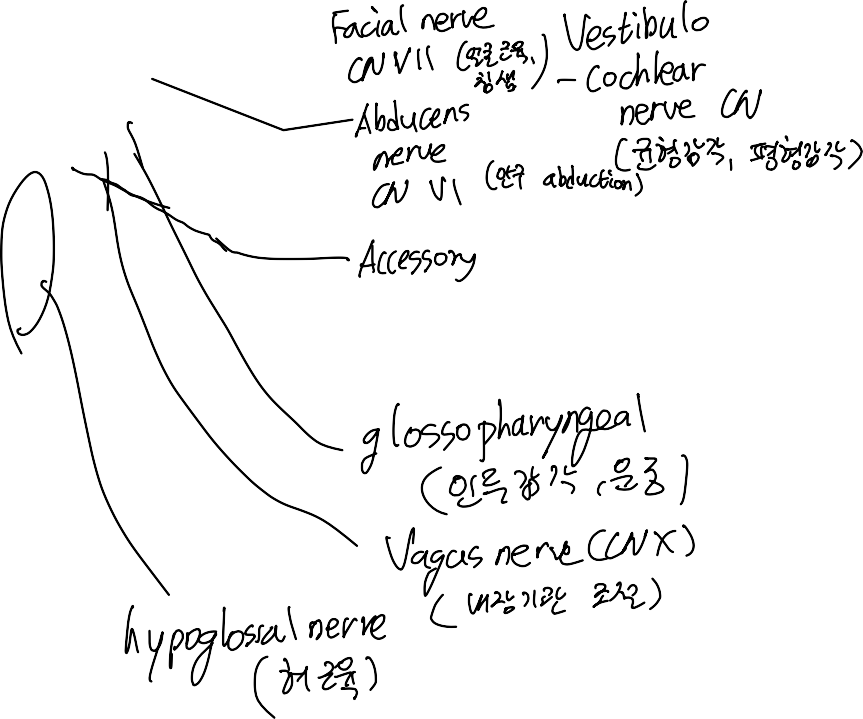 Facial nerve
CN VII (얼굴근육,
침샘)
Vestibulo
- Cochlear
nerve CN
(균형감각, 평형감각)
Abducens
nerve
CN VI (안구 abduction)
Accessory
glossopharyngeal
(인두감각, 운동)
Vagus nerve (CN X)
(내장기관 조절)
hypoglossal nerve
(혀근육)